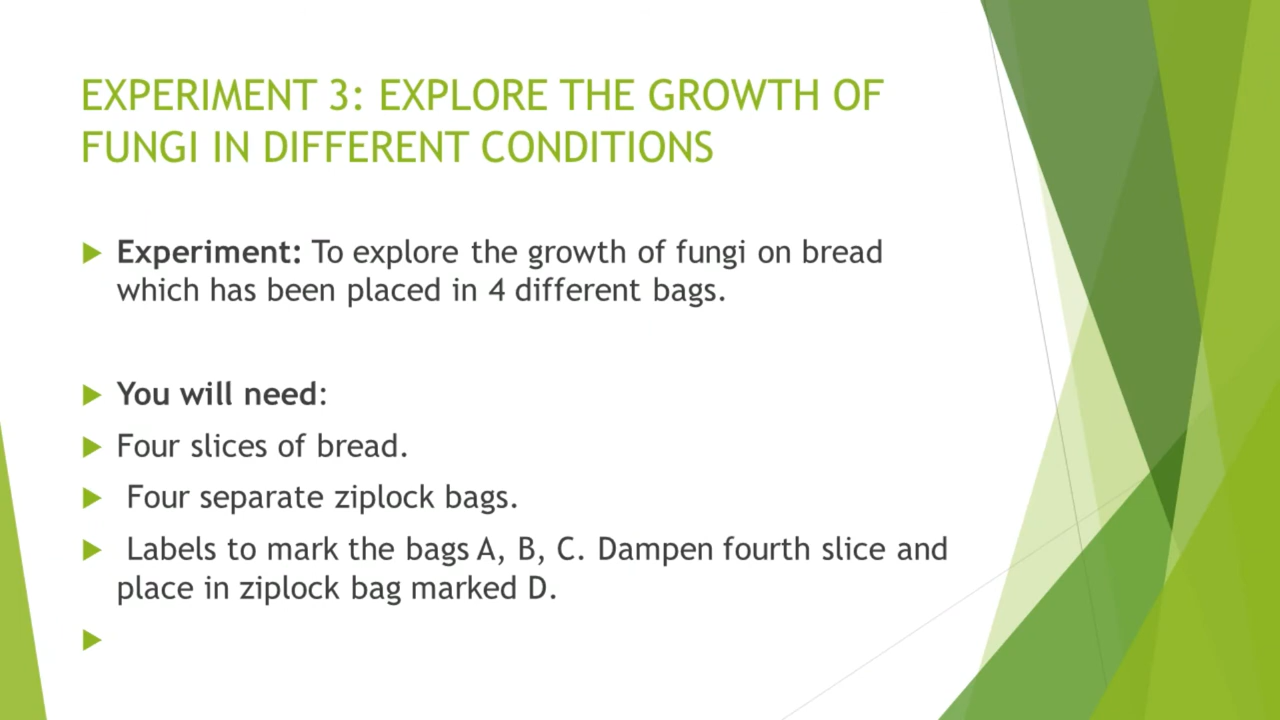 EXPERIMENT 3: EXPLORE THE GROWTH OF
FUNGI IN DIFFERENT CONDITIONS
Experiment: To explore the growth of fungi on bread
which has been placed in 4 different bags.
You will need:
Four slices of bread.
Four separate ziplock bags.
Labels to mark the bags A, B, C. Dampen fourth slice and
place in ziplock bag marked D.